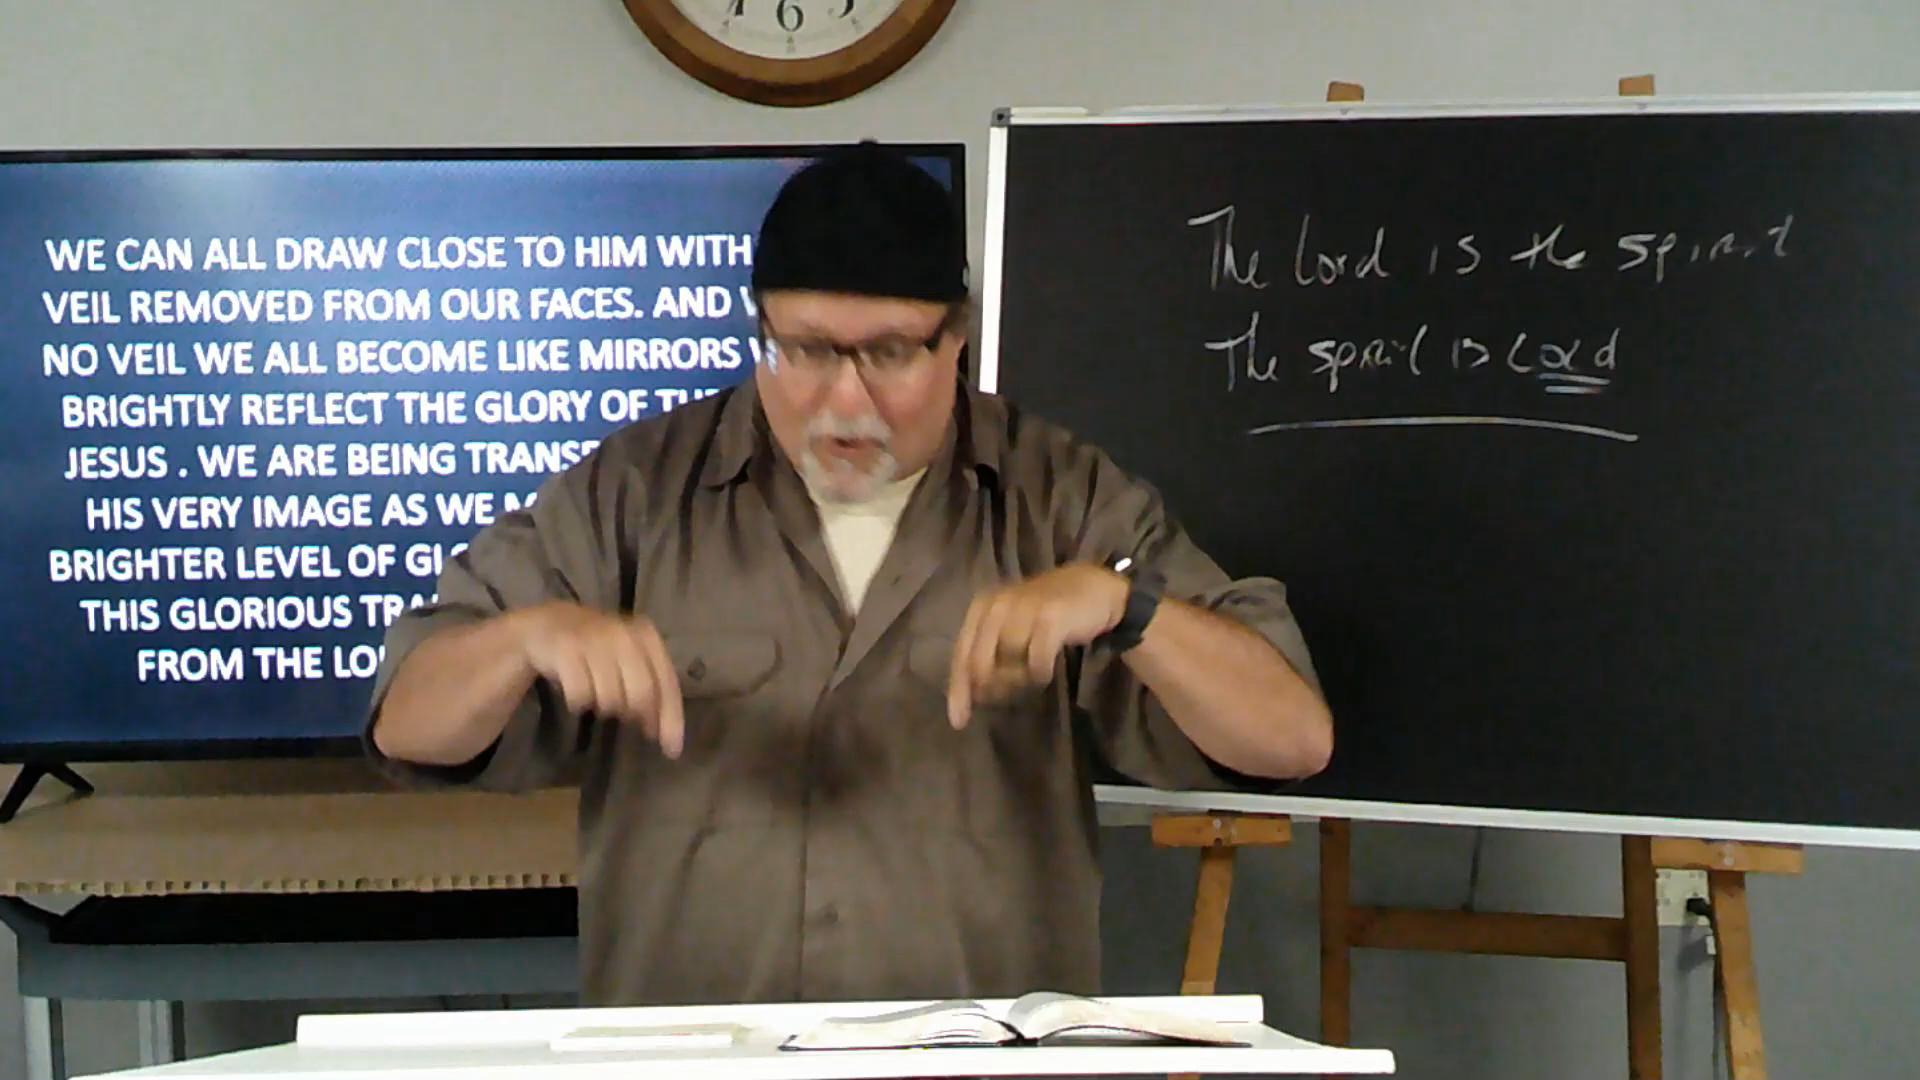 6
WE CAN ALL DRAW CLOSE TO HIM WITH
VEIL REMOVED FROM OUR FACES. AND
NO VEIL WE ALL BECOME LIKE MIRRORS
BRIGHTLY REFLECT THE GLORY OF
JESUS . WE ARE BEING
HIS VERY IMAGE AS WE
BRIGHTER LEVEL OF
THIS GLORIOUS
FROM THE
The Lord is the spirit
The spirit is Lord